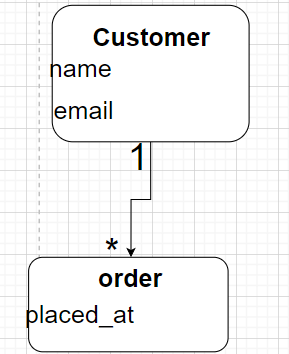 Customer
name
email
1
*
order
placed_at